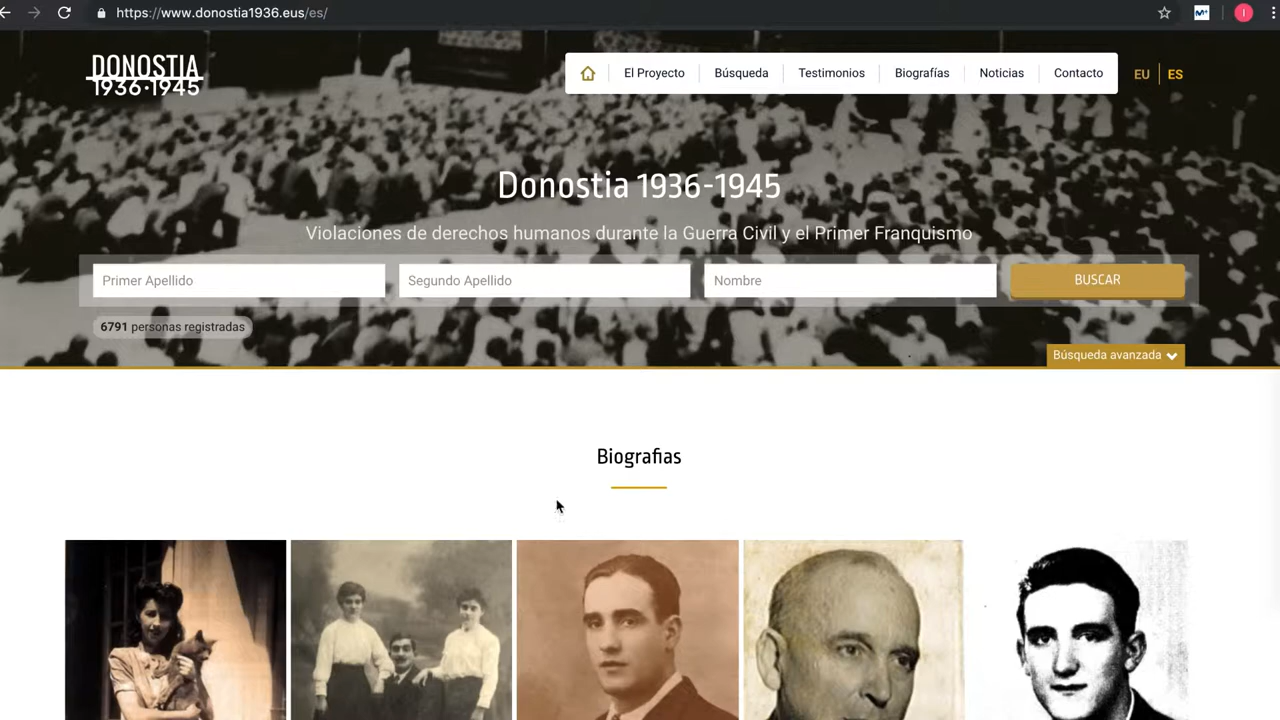 https://www.donostia1936.eus/es/
DONOSTIA
1936·1945
El Proyecto
Búsqueda
Testimonios
Biografías
Noticias
Contacto
EU
ES
Donostia 1936-1945
Violaciones de derechos humanos durante la Guerra Civil y el Primer Franquismo
Primer Apellido
Segundo Apellido
Nombre
BUSCAR
6791 personas registradas
Búsqueda avanzada
Biografias